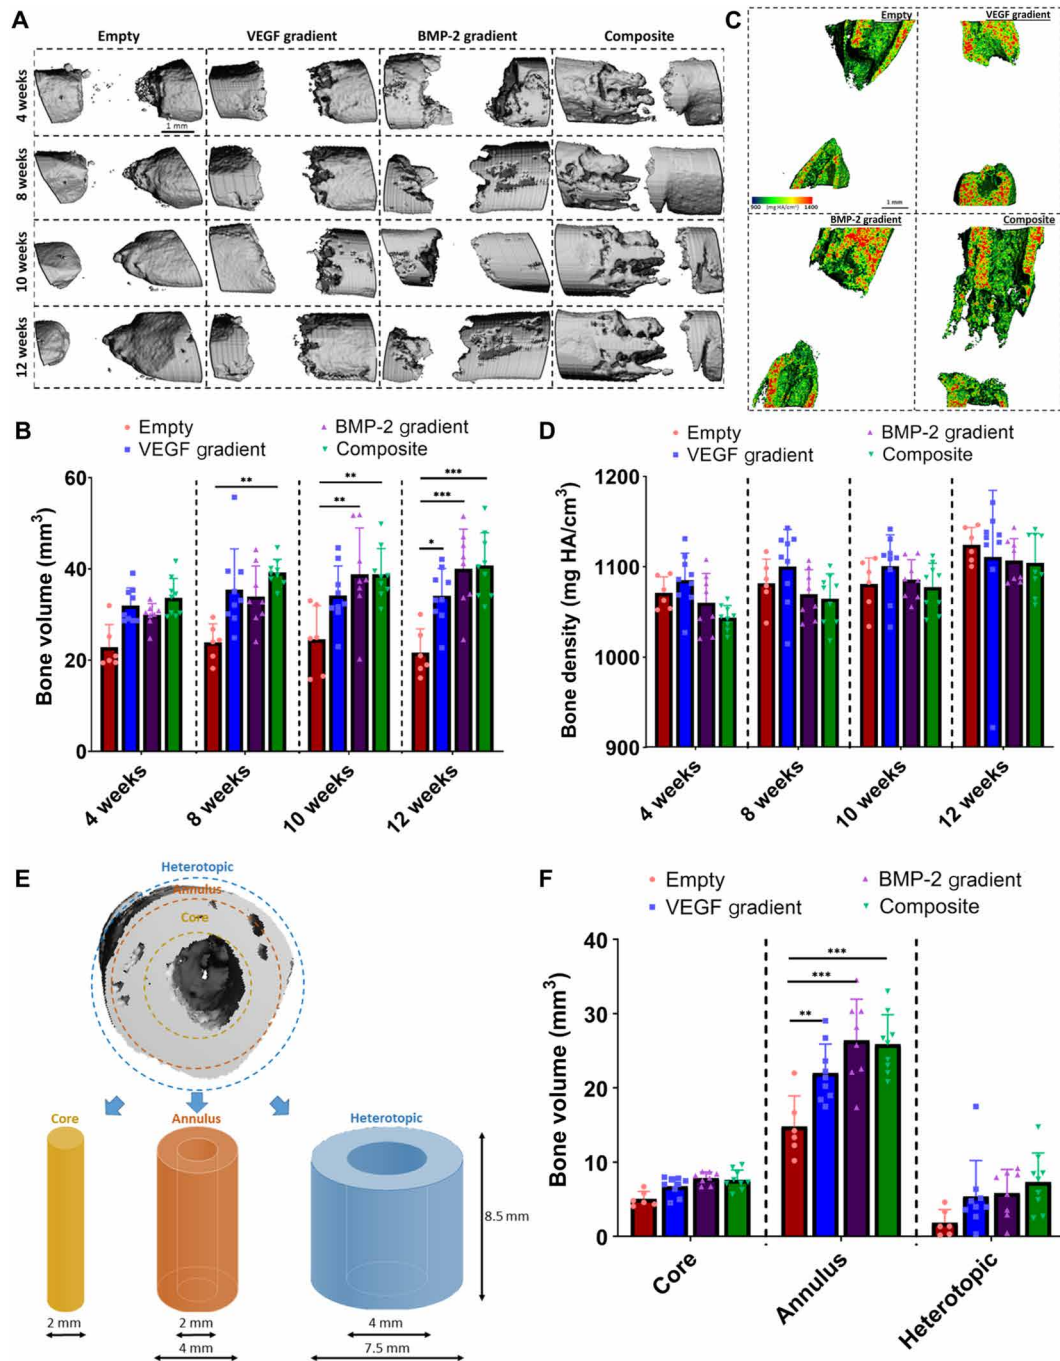 A
Empty
VEGF gradient
BMP-2 gradient
Composite
4 weeks
1 mm
8 weeks
10 weeks
12 weeks
C
Empty
VEGF gradient
900 (mg HA/cm³) 1400
1 mm
BMP-2 gradient
Composite
B
Empty
VEGF gradient
BMP-2 gradient
Composite
Bone volume (mm³)
60
40
20
0
**
**
**
***
***
*
4 weeks
8 weeks
10 weeks
12 weeks
D
Empty
VEGF gradient
BMP-2 gradient
Composite
Bone density (mg HA/cm³)
1200
1100
1000
900
4 weeks
8 weeks
10 weeks
12 weeks
E
Heterotopic
Annulus
Core
Core
Annulus
Heterotopic
8.5 mm
2 mm
2 mm
4 mm
4 mm
7.5 mm
F
Empty
VEGF gradient
BMP-2 gradient
Composite
Bone volume (mm³)
40
30
20
10
0
***
***
**
Core
Annulus
Heterotopic